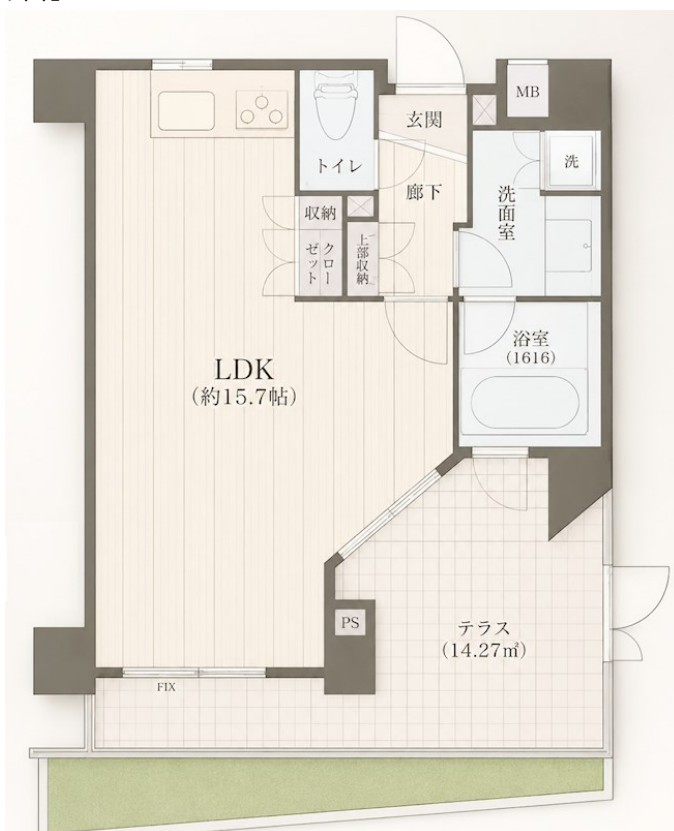 MB
玄関
洗
トイレ
廊下
洗面室
収納
クローゼット
上部収納
浴室
(1616)
LDK
(約15.7帖)
PS
テラス
(14.27㎡)
FIX